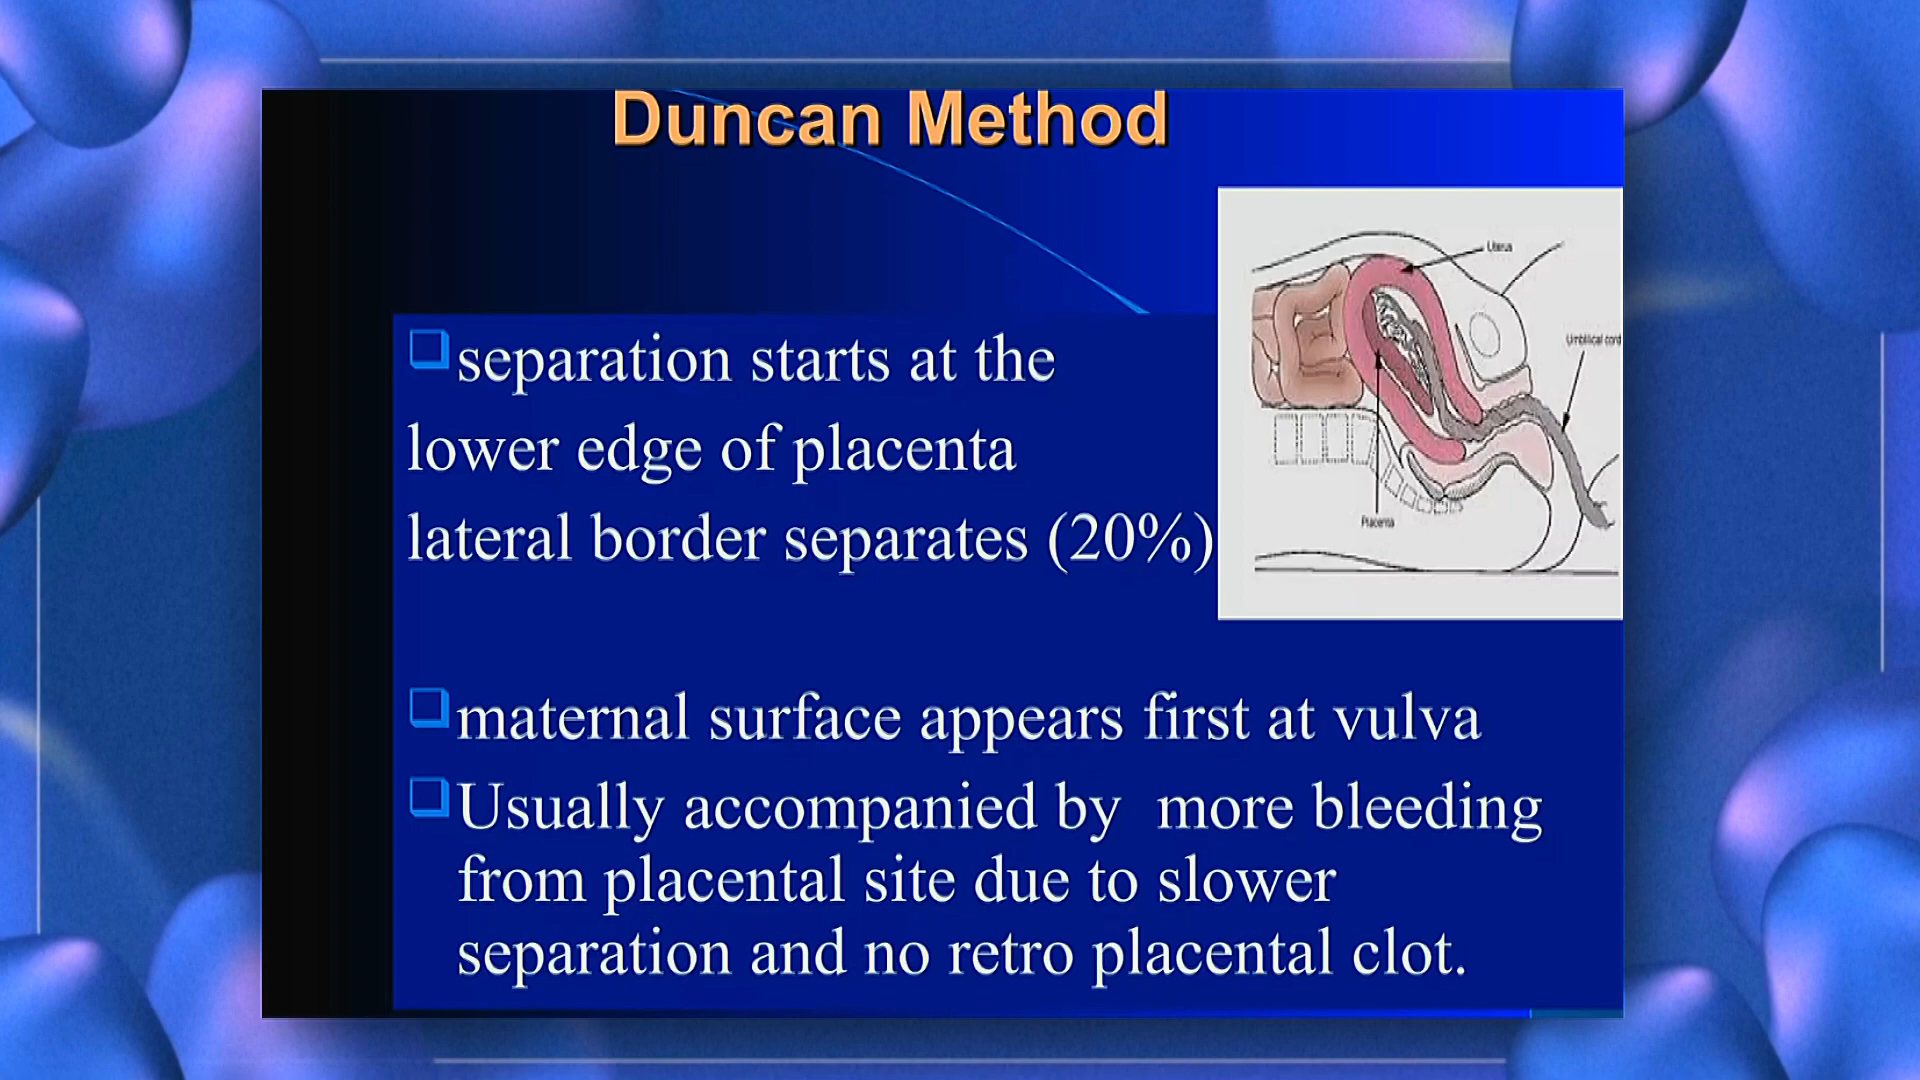 Duncan Method
separation starts at the
lower edge of placenta
lateral border separates (20%)
Uterus
Umbilical cord
Placenta
maternal surface appears first at vulva
Usually accompanied by more bleeding
from placental site due to slower
separation and no retro placental clot.